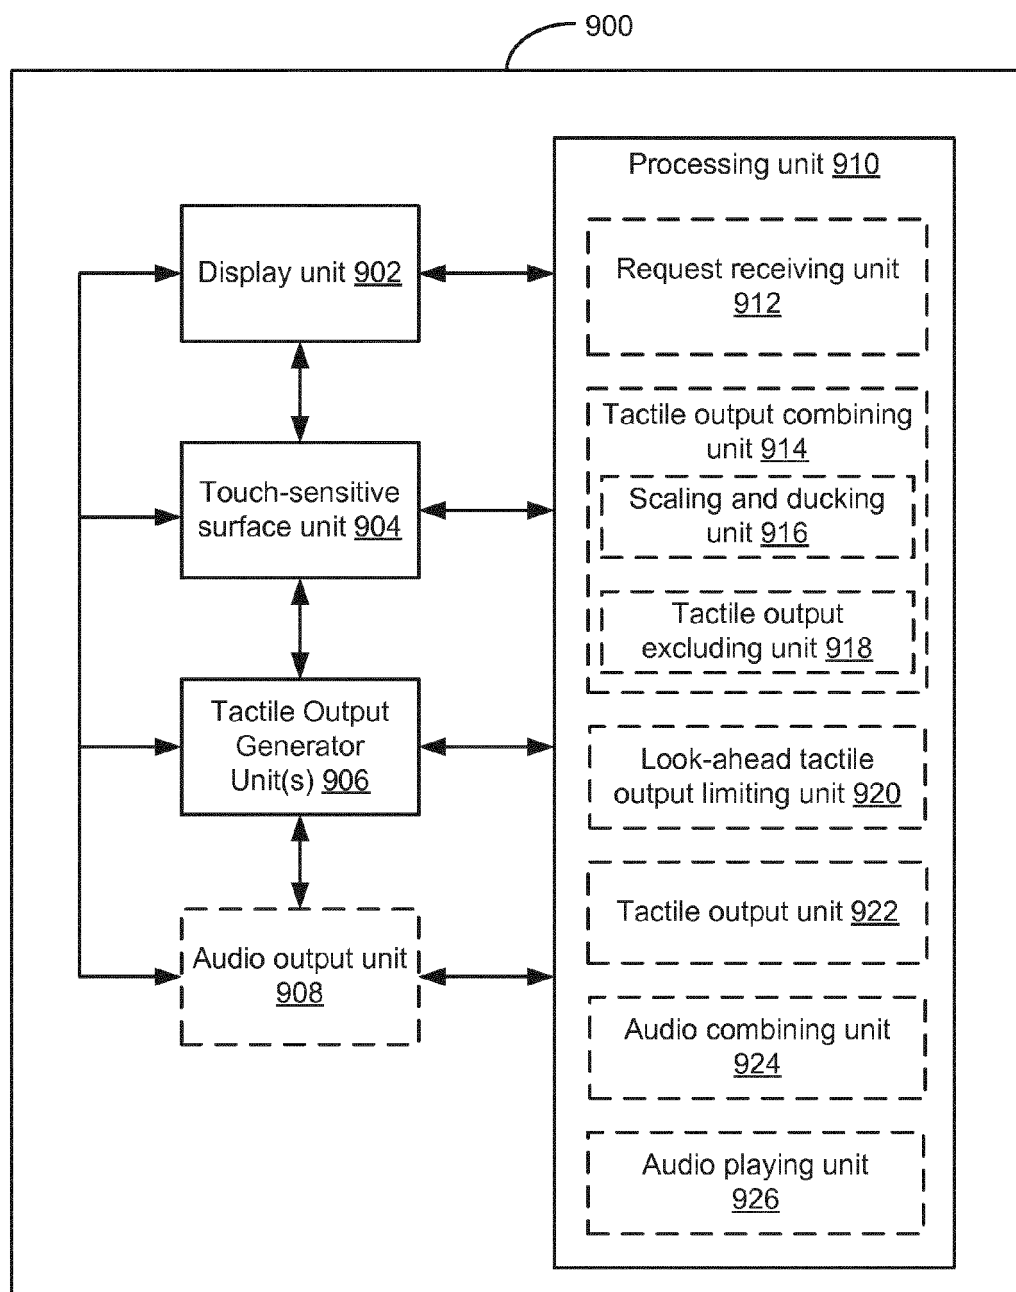 900
Processing unit 910
Display unit 902
Request receiving unit
912
Tactile output combining
unit 914
Touch-sensitive
surface unit 904
Scaling and ducking
unit 916
Tactile output
excluding unit 918
Tactile Output
Generator
Unit(s) 906
Look-ahead tactile
output limiting unit 920
Tactile output unit 922
Audio output unit
908
Audio combining unit
924
Audio playing unit
926